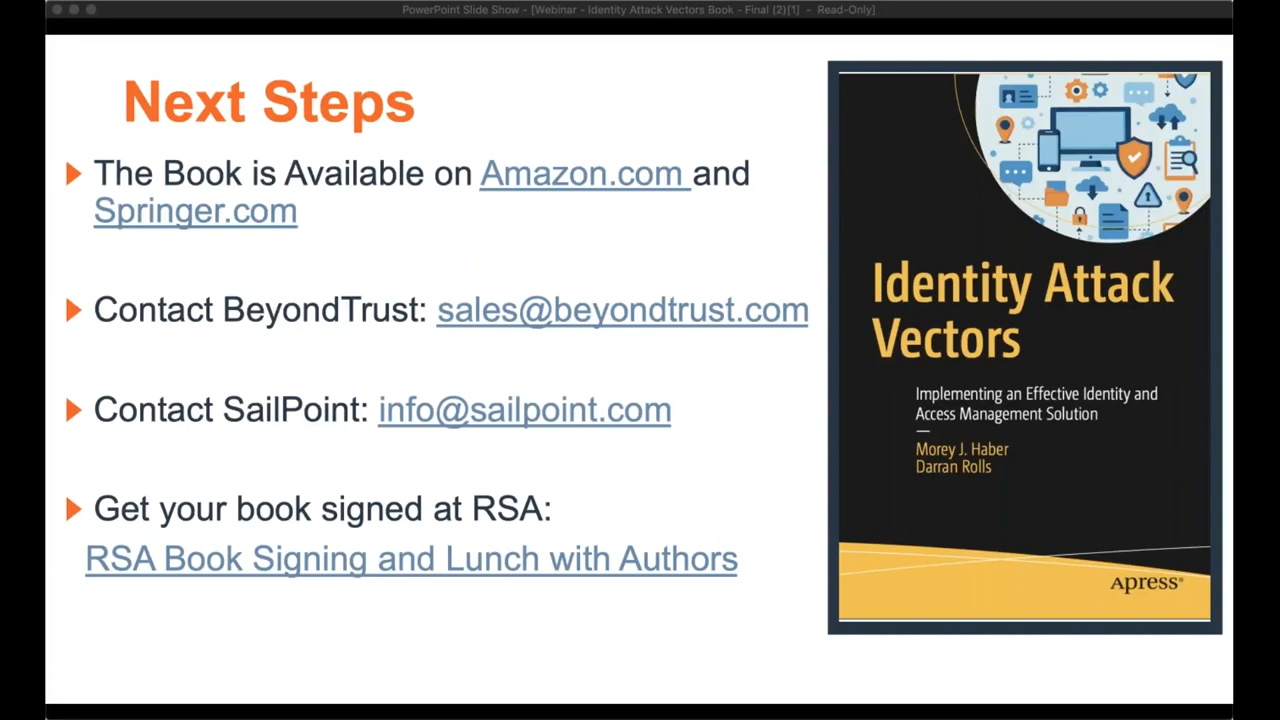 PowerPoint Slide Show - [Webinar - Identity Attack Vectors Book - Final (2)[1] - Read-Only]
Next Steps
The Book is Available on Amazon.com and
Springer.com
Contact BeyondTrust: sales@beyondtrust.com
Contact SailPoint: info@sailpoint.com
Get your book signed at RSA:
RSA Book Signing and Lunch with Authors
Identity Attack
Vectors
Implementing an Effective Identity and
Access Management Solution
Morey J. Haber
Darran Rolls
Apress®